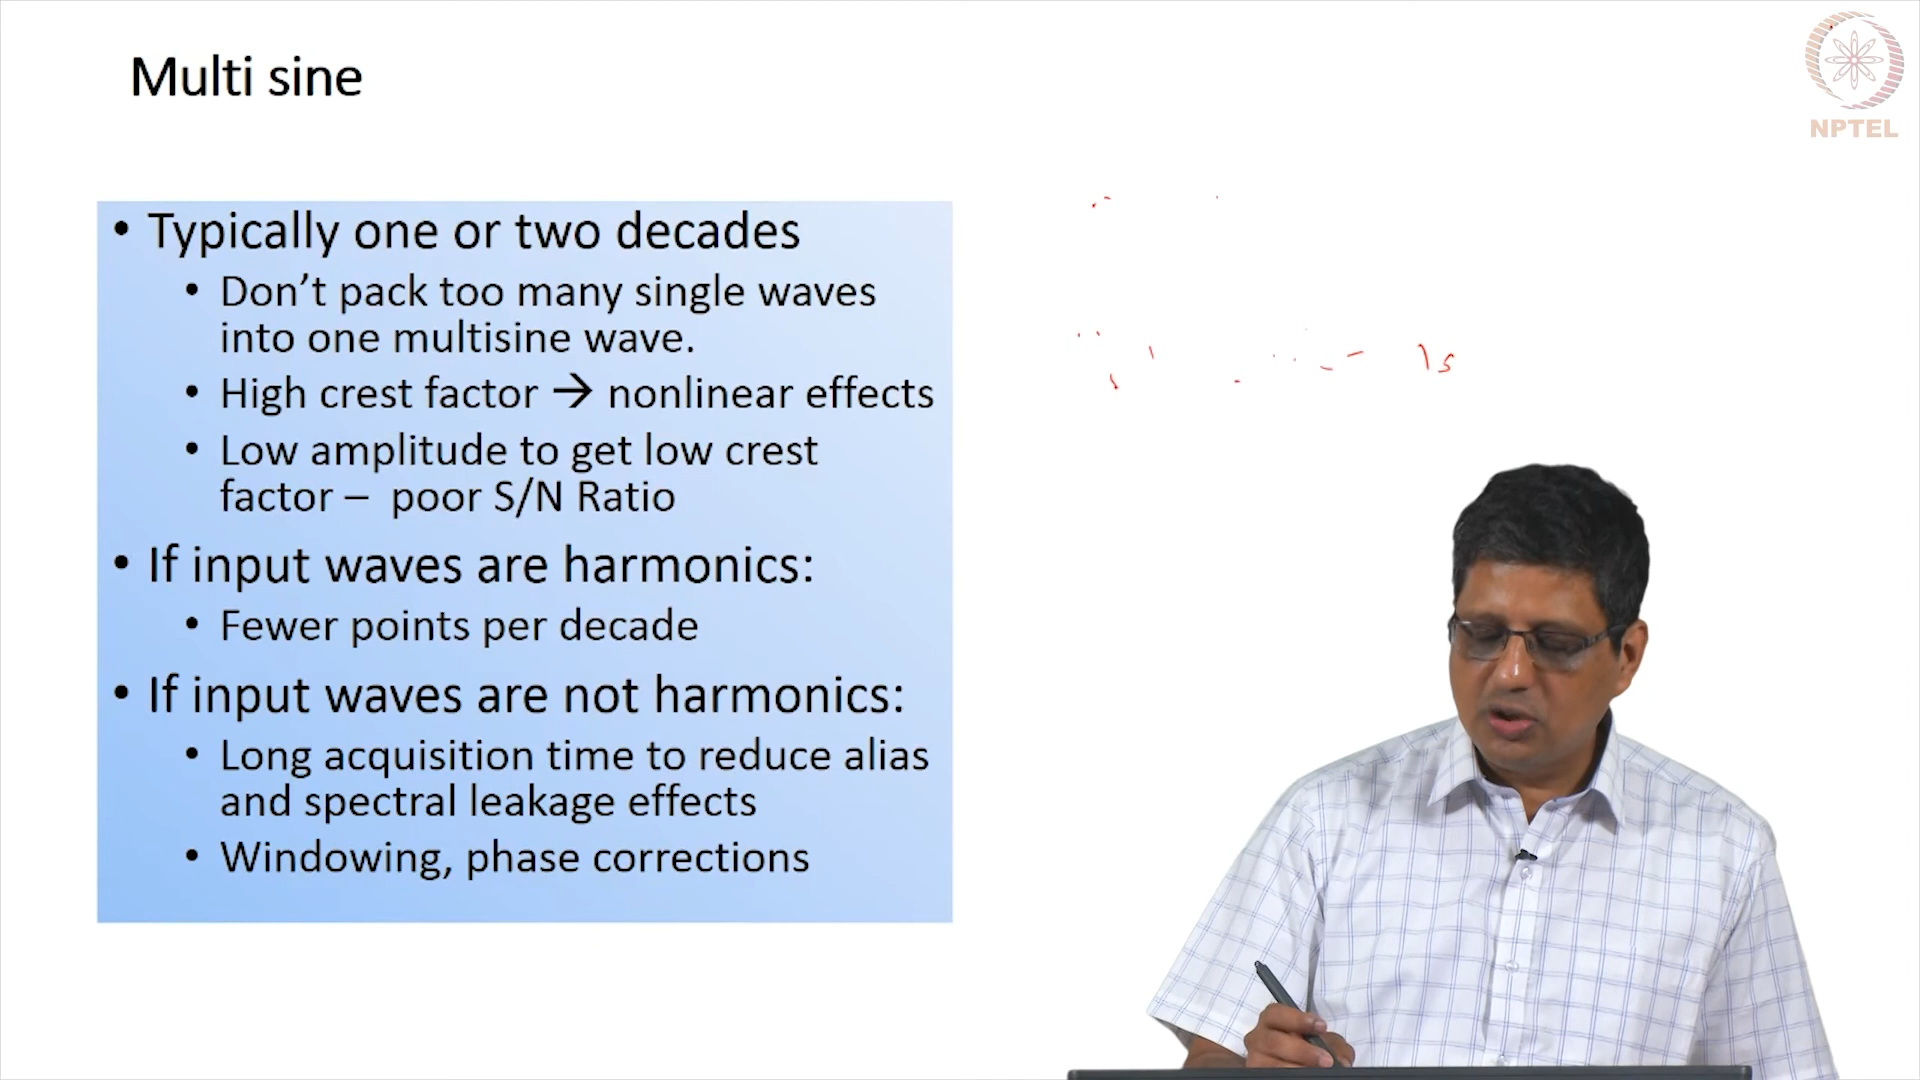 Multi sine
NPTEL
• Typically one or two decades
• Don’t pack too many single waves
into one multisine wave.
• High crest factor → nonlinear effects
• Low amplitude to get low crest
factor – poor S/N Ratio
• If input waves are harmonics:
• Fewer points per decade
• If input waves are not harmonics:
• Long acquisition time to reduce alias
and spectral leakage effects
• Windowing, phase corrections
1s